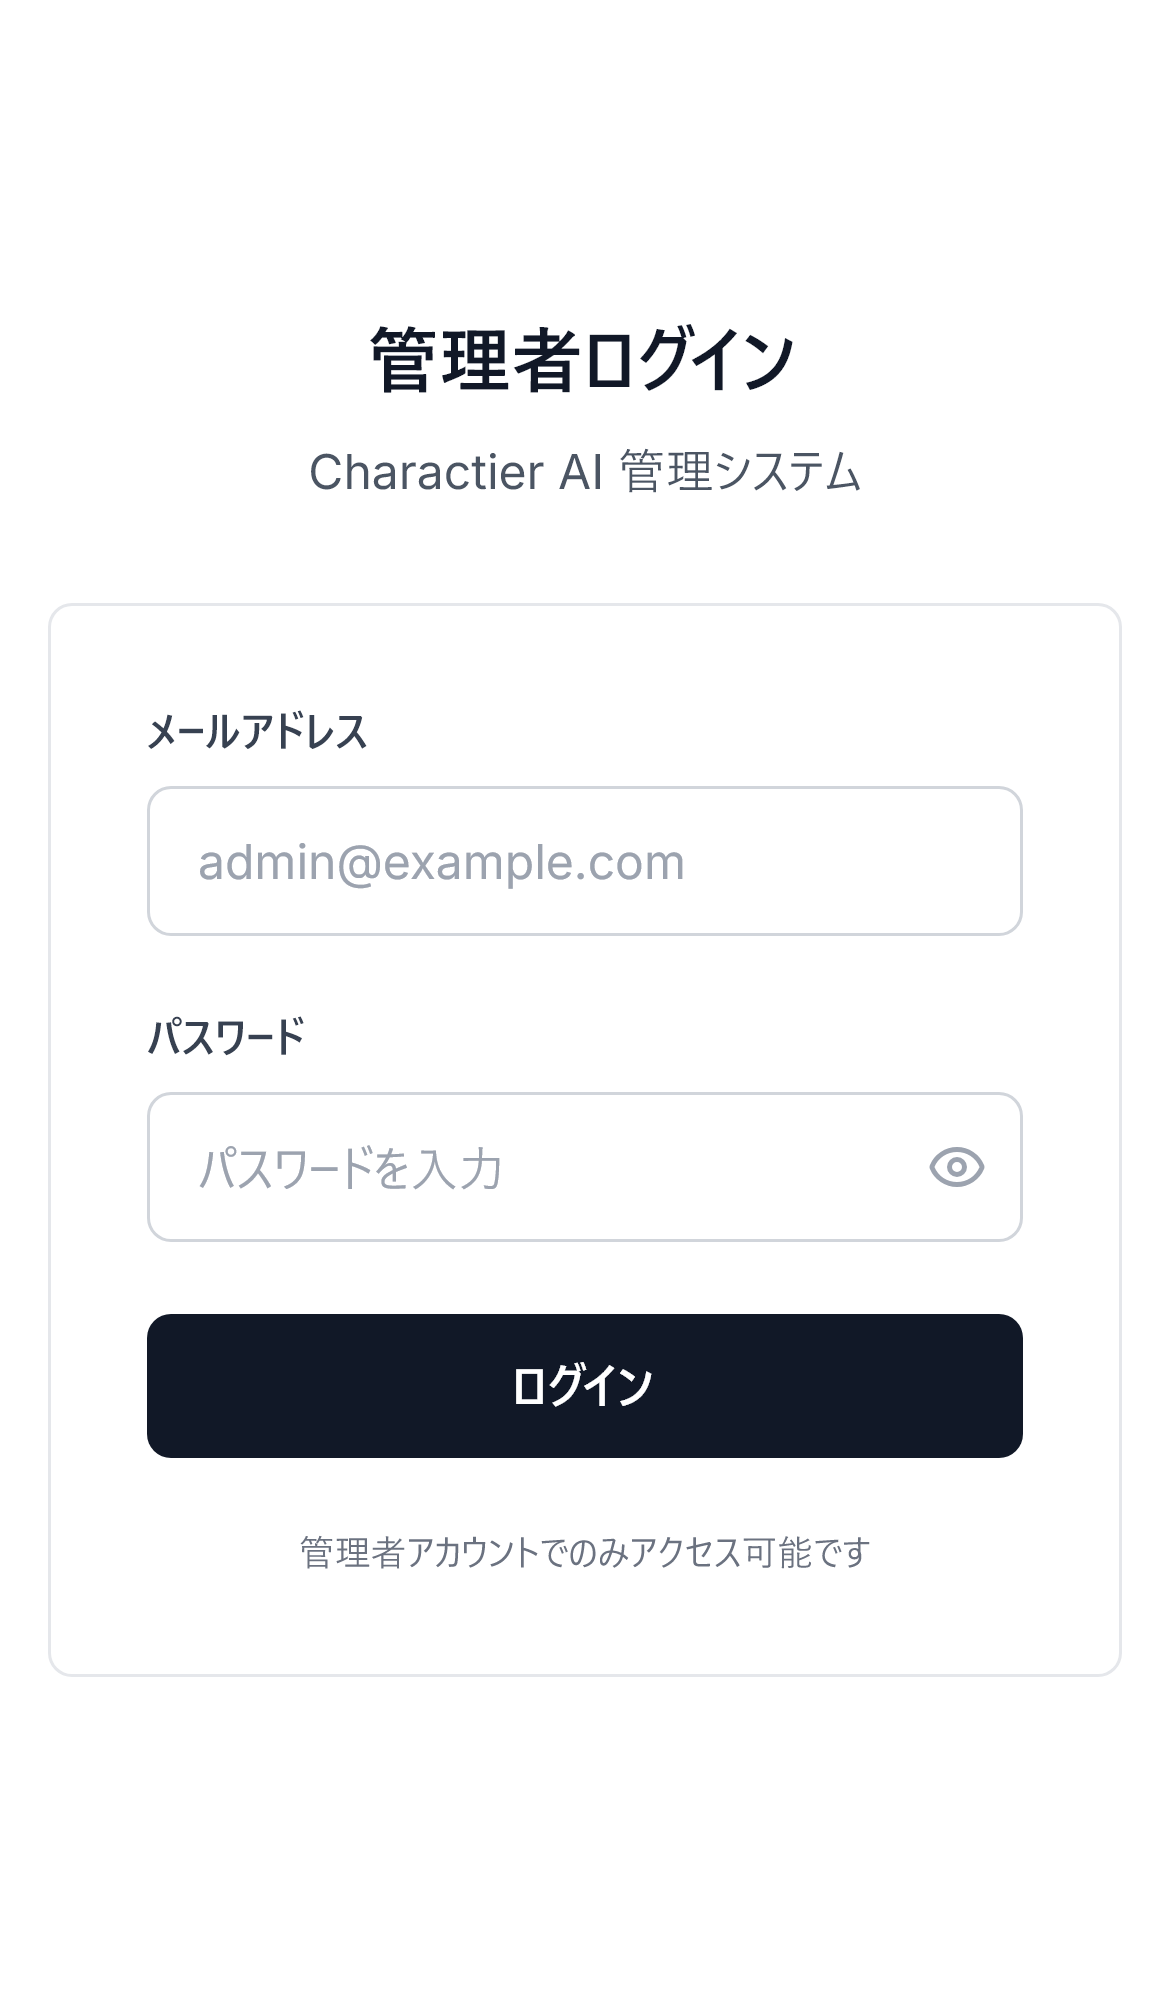 管理者ログイン
Charactier AI 管理システム
メールアドレス
admin@example.com
パスワード
パスワードを入力
ログイン
管理者アカウントでのみアクセス可能です